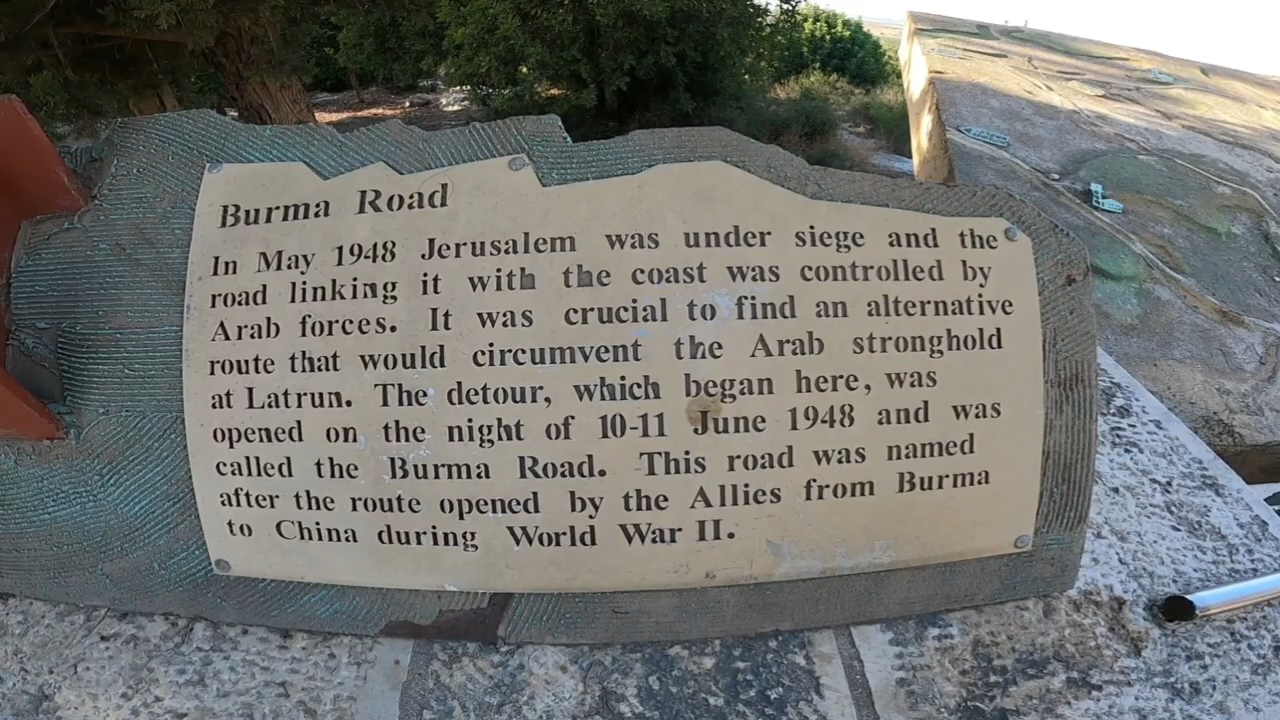 Burma Road
In May 1948 Jerusalem was under siege and the
road linking it with the coast was controlled by
Arab forces. It was crucial to find an alternative
route that would circumvent the Arab stronghold
at Latrun. The detour, which began here, was
opened on the night of 10-11 June 1948 and was
called the Burma Road. This road was named
after the route opened by the Allies from Burma
to China during World War II.